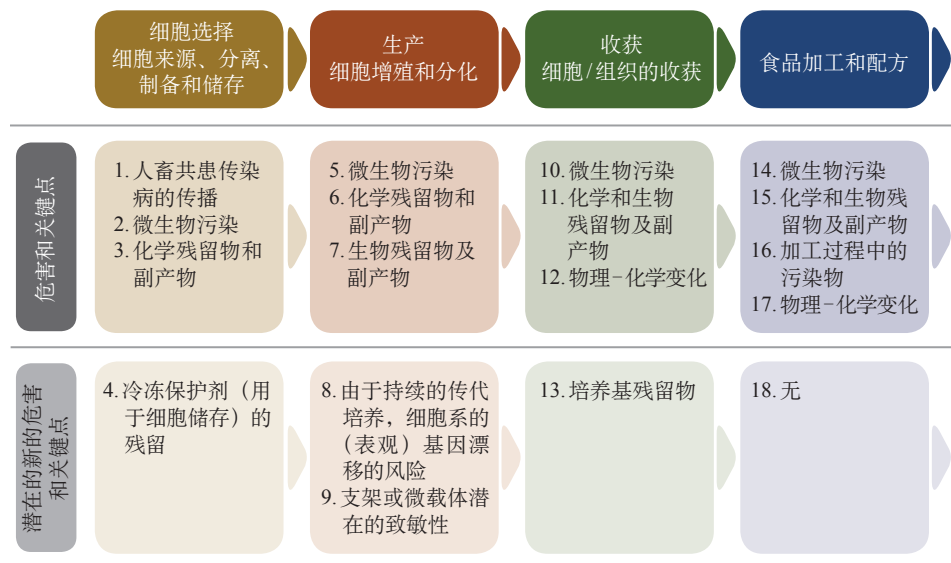 细胞选择
细胞来源、分离、
制备和储存
生产
细胞增殖和分化
收获
细胞/组织的收获
食品加工和配方
危害和关键点
1.人畜共患传染
病的传播
2.微生物污染
3.化学残留物和
副产物
5.微生物污染
6.化学残留物和
副产物
7.生物残留物及
副产物
10.微生物污染
11.化学和生物
残留物及副
产物
12.物理-化学变化
14.微生物污染
15.化学和生物残
留物及副产物
16.加工过程中的
污染物
17.物理-化学变化
潜在的新的危害
和关键点
4.冷冻保护剂（用
于细胞储存）的
残留
8.由于持续的传代
培养，细胞系的
（表观）基因漂
移的风险
9.支架或微载体潜
在的致敏性
13.培养基残留物
18.无